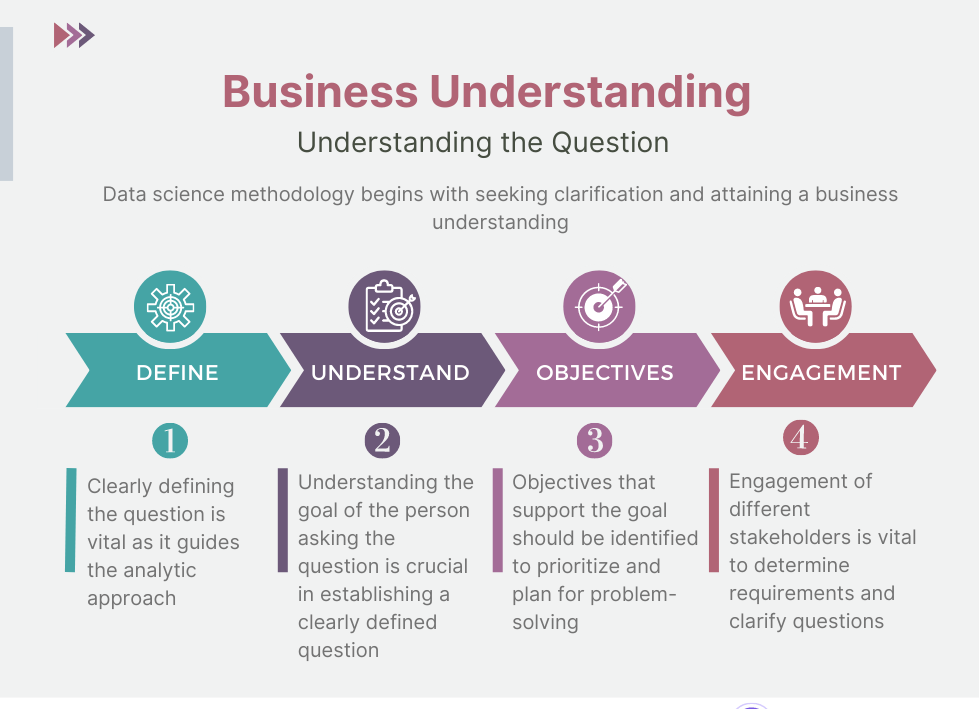 Business Understanding
Understanding the Question
Data science methodology begins with seeking clarification and attaining a business
understanding
DEFINE
UNDERSTAND
OBJECTIVES
ENGAGEMENT
1
2
3
4
Clearly defining
the question is
vital as it guides
the analytic
approach
Understanding the
goal of the person
asking the
question is crucial
in establishing a
clearly defined
question
Objectives that
support the goal
should be identified
to prioritize and
plan for problem-
solving
Engagement of
different
stakeholders is vital
to determine
requirements and
clarify questions